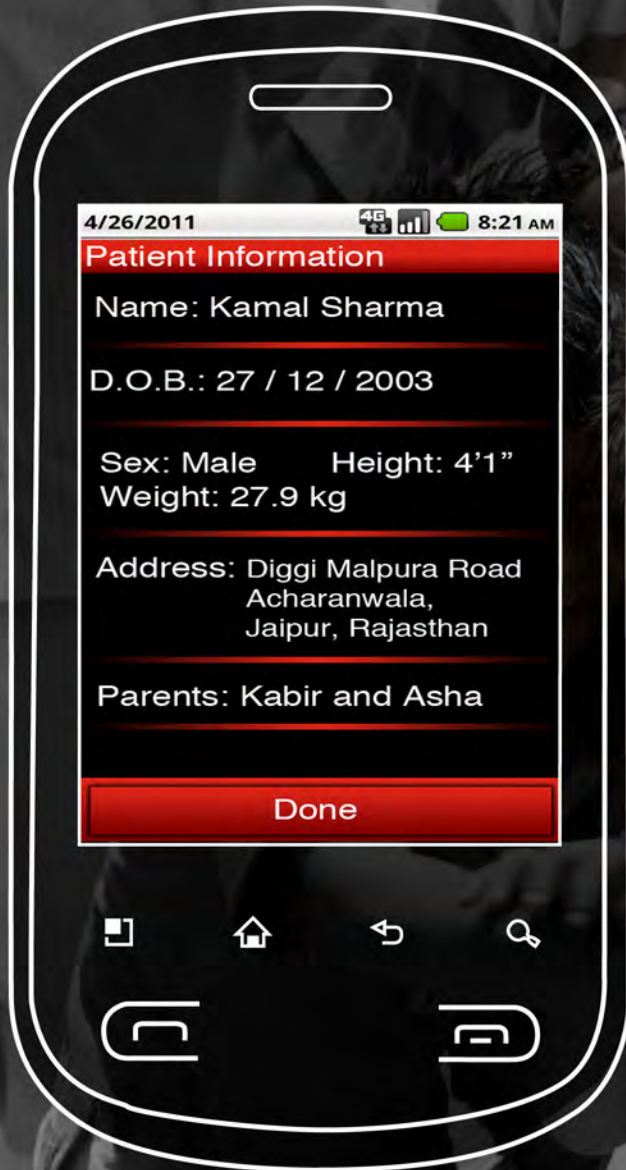 4/26/2011 4G 8:21 AM
Patient Information
Name: Kamal Sharma
D.O.B.: 27 / 12 / 2003
Sex: Male Height: 4’1”
Weight: 27.9 kg
Address: Diggi Malpura Road
Acharanwala,
Jaipur, Rajasthan
Parents: Kabir and Asha
Done